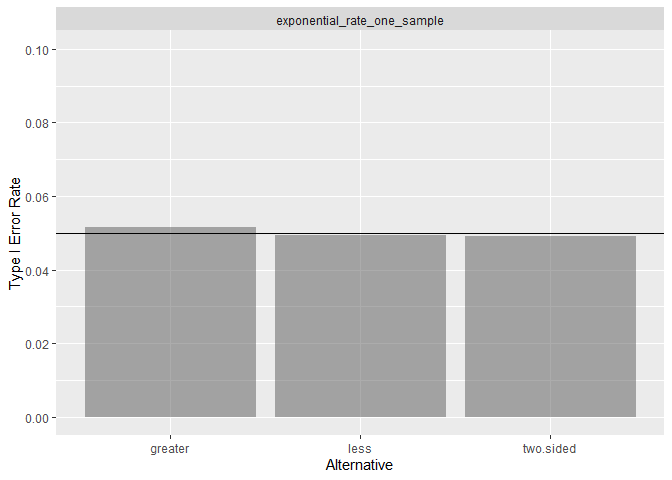 exponential_rate_one_sample
0.10
0.08
0.06
0.04
0.02
0.00
Type I Error Rate
greater
less
two.sided
Alternative